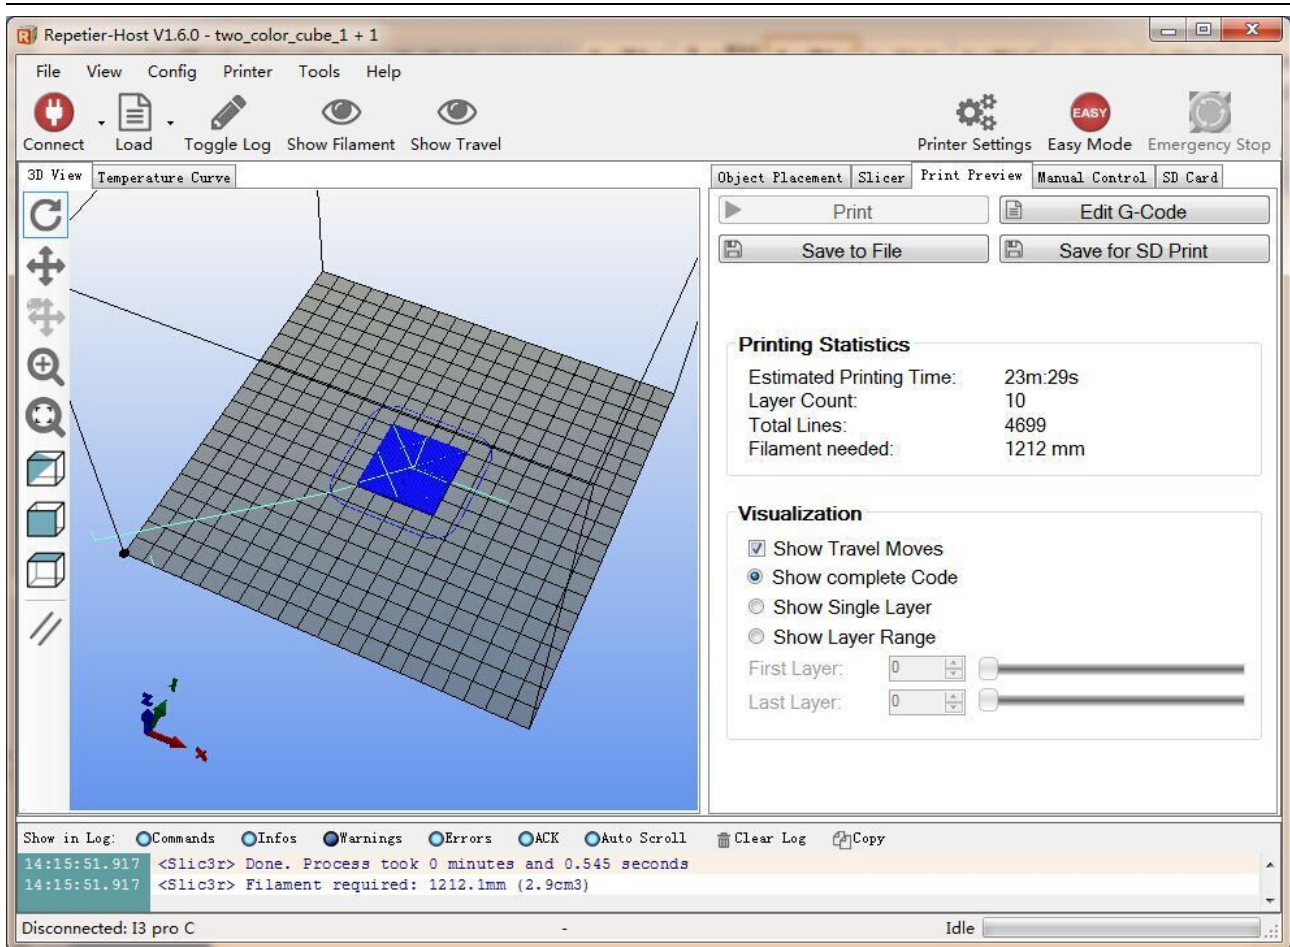 Repetier-Host V1.6.0 - two_color_cube_1 + 1
File View Config Printer Tools Help
Connect Load Toggle Log Show Filament Show Travel Printer Settings Easy Mode Emergency Stop
EASY
3D View Temperature Curve
Object Placement Slicer Print Preview Manual Control SD Card
Print Edit G-Code
Save to File Save for SD Print
Printing Statistics
Estimated Printing Time: 23m:29s
Layer Count: 10
Total Lines: 4699
Filament needed: 1212 mm
Visualization
Show Travel Moves
Show complete Code
Show Single Layer
Show Layer Range
First Layer: 0
Last Layer: 0
Z Y X
Show in Log: Commands Infos Warnings Errors ACK Auto Scroll Clear Log Copy
14:15:51.917 <Slic3r> Done. Process took 0 minutes and 0.545 seconds
14:15:51.917 <Slic3r> Filament required: 1212.1mm (2.9cm3)
Disconnected: I3 pro C - Idle